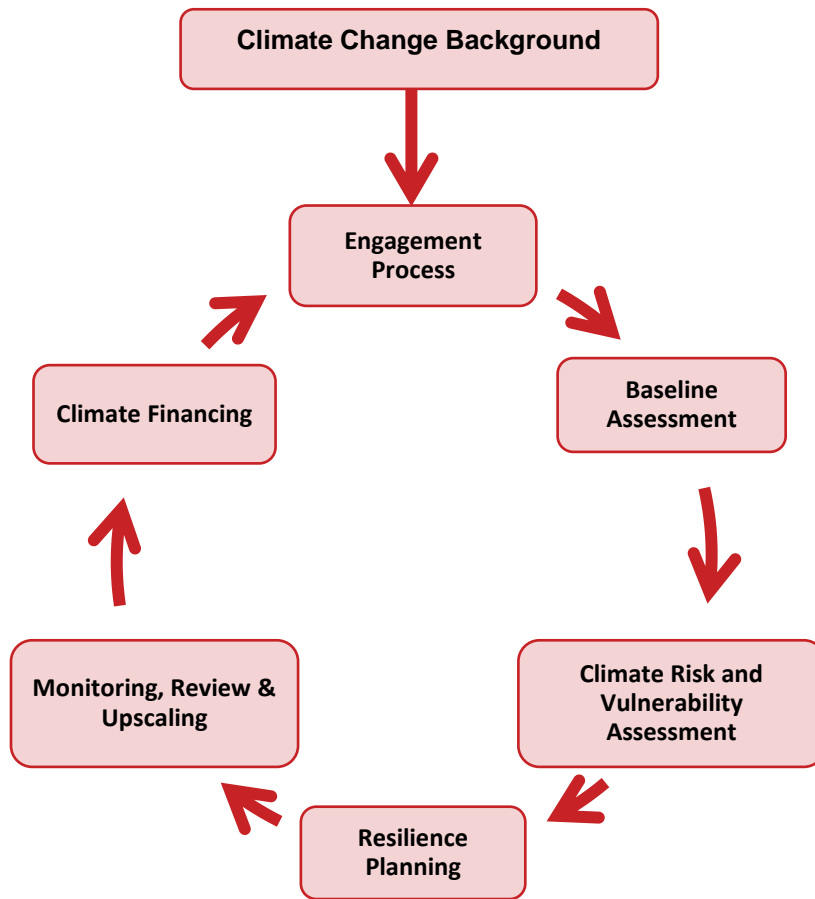 Climate Change Background
Engagement
Process
Baseline
Assessment
Climate Risk and
Vulnerability
Assessment
Resilience
Planning
Monitoring, Review &
Upscaling
Climate Financing